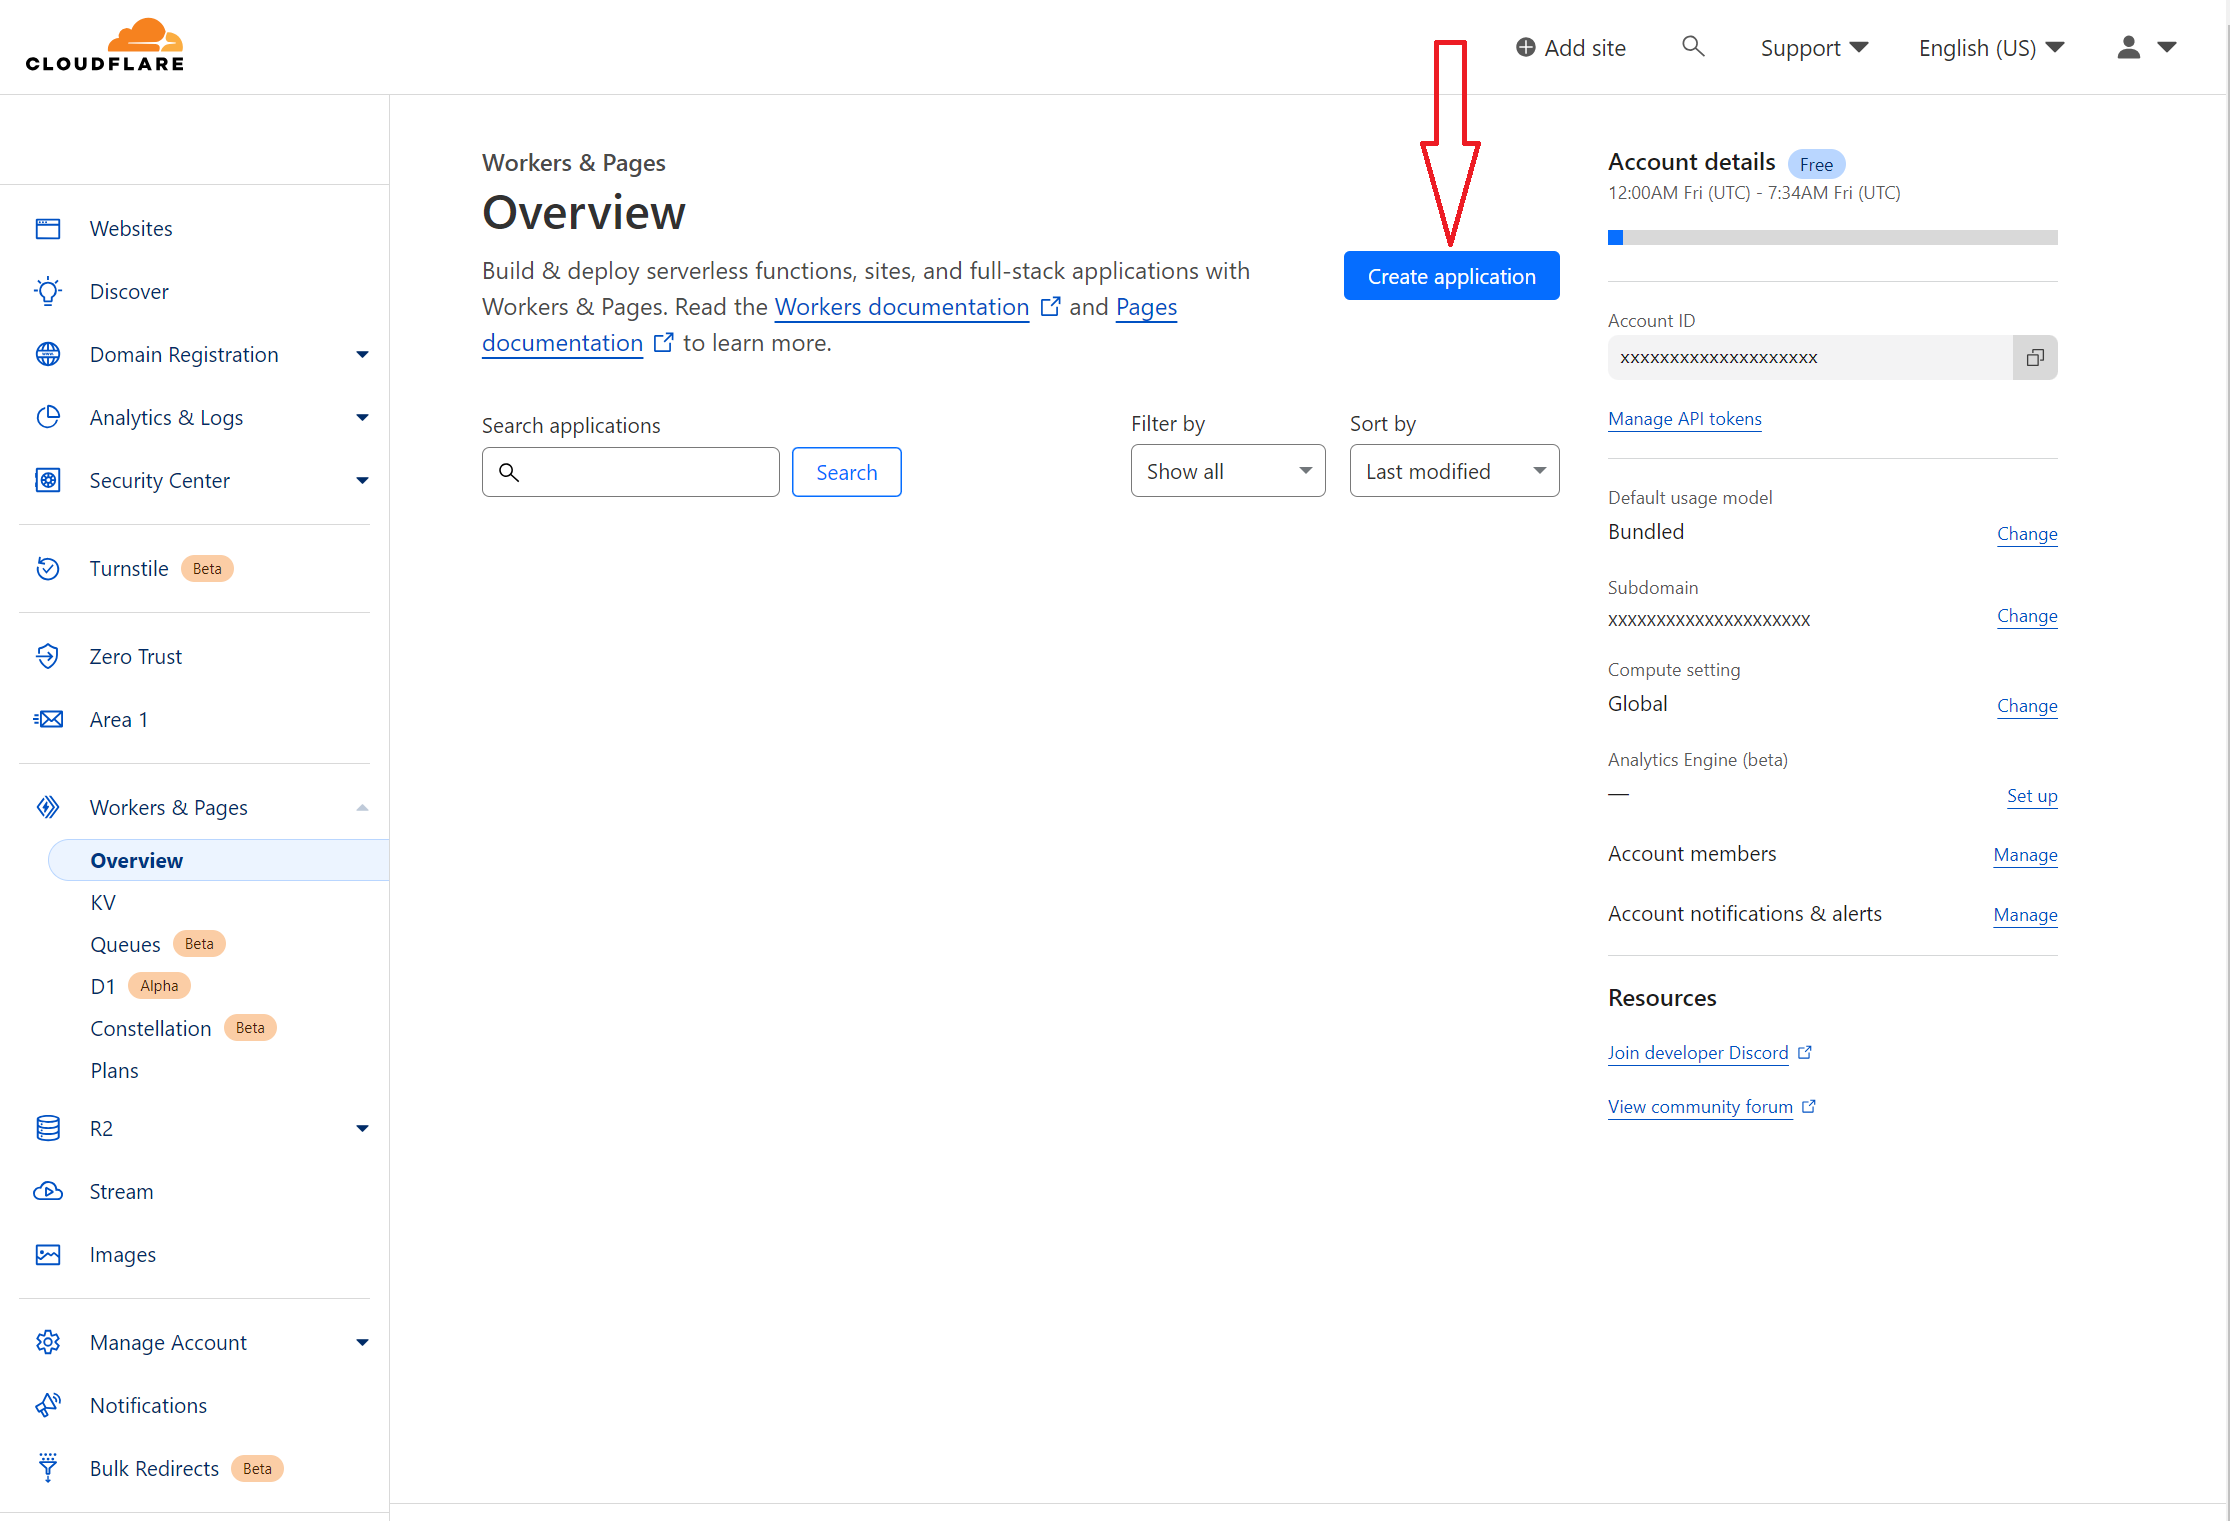 CLOUDFLARE
Add site
Support
English (US)
Websites
Discover
Domain Registration
Analytics & Logs
Security Center
Turnstile Beta
Zero Trust
Area 1
Workers & Pages
Overview
KV
Queues Beta
D1 Alpha
Constellation Beta
Plans
R2
Stream
Images
Manage Account
Notifications
Bulk Redirects Beta
Workers & Pages
Overview
Build & deploy serverless functions, sites, and full-stack applications with
Workers & Pages. Read the Workers documentation and Pages
documentation to learn more.
Create application
Search applications
Search
Filter by
Show all
Sort by
Last modified
Account details Free
12:00AM Fri (UTC) - 7:34AM Fri (UTC)
Account ID
xxxxxxxxxxxxxxxxxxxx
Manage API tokens
Default usage model
Bundled Change
Subdomain
xxxxxxxxxxxxxxxxxxxxx Change
Compute setting
Global Change
Analytics Engine (beta)
— Set up
Account members Manage
Account notifications & alerts Manage
Resources
Join developer Discord
View community forum